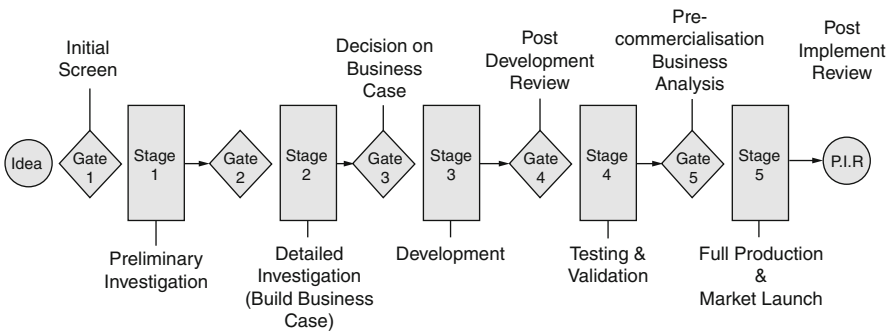 Initial
Screen
Decision on
Business
Case
Post
Development
Review
Pre-
commercialisation
Business
Analysis
Post
Implement
Review
Idea
Gate
1
Stage
1
Gate
2
Stage
2
Gate
3
Stage
3
Gate
4
Stage
4
Gate
5
Stage
5
P.I.R
Preliminary
Investigation
Detailed
Investigation
(Build Business
Case)
Development
Testing &
Validation
Full Production
&
Market Launch